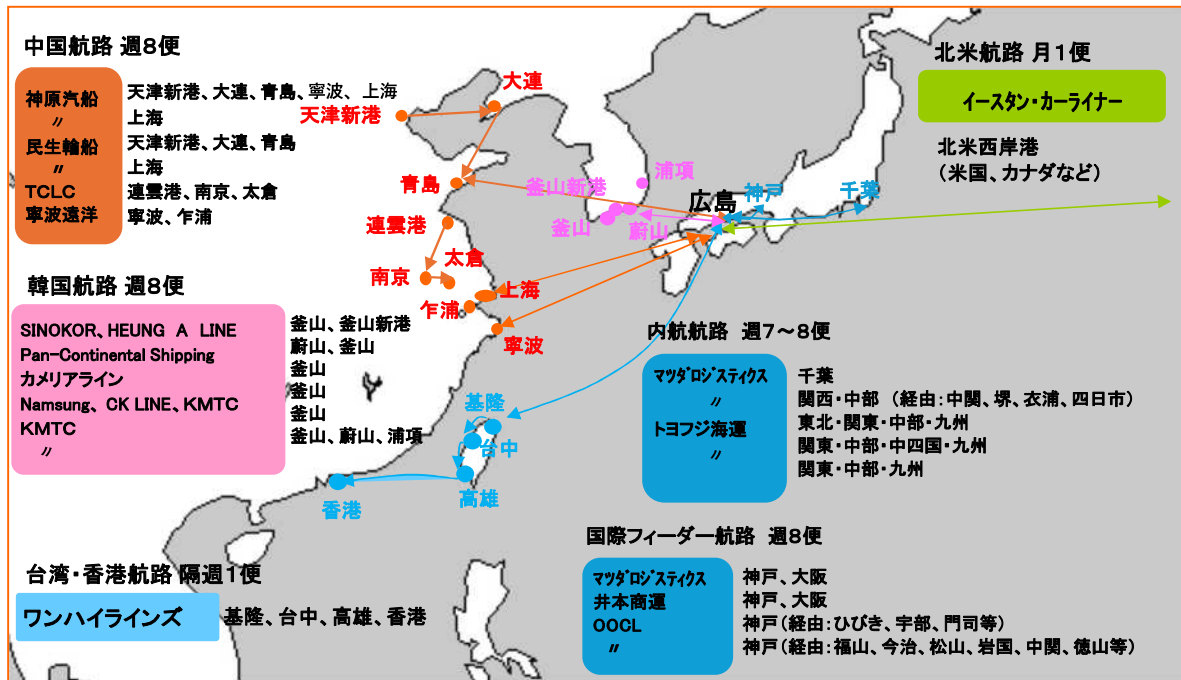 中国航路 週8便
神原汽船 天津新港、大連、青島、寧波、上海
〃 上海
民生輪船 天津新港、大連、青島
〃 上海
TCLC 連雲港、南京、太倉
寧波遠洋 寧波、乍浦
韓国航路 週8便
SINOKOR、HEUNG A LINE 釜山、釜山新港
Pan-Continental Shipping 蔚山、釜山
カメリアライン 釜山
Namsung、CK LINE、KMTC 釜山
KMTC 釜山
〃 釜山、蔚山、浦項
台湾・香港航路 隔週1便
ワンハイラインズ 基隆、台中、高雄、香港
大連
天津新港
青島
連雲港
太倉
南京
上海
乍浦
寧波
浦項
釜山新港
釜山
蔚山
広島
神戸
千葉
基隆
台中
高雄
香港
北米航路 月1便
イースタン・カーライナー
北米西岸港
(米国、カナダなど)
内航航路 週7~8便
マツダロジスティクス 千葉
〃 関西・中部 (経由:中関、堺、衣浦、四日市)
トヨフジ海運 東北・関東・中部・九州
〃 関東・中部・中四国・九州
関東・中部・九州
国際フィーダー航路 週8便
マツダロジスティクス 神戸、大阪
井本商運 神戸、大阪
OOCL 神戸(経由:ひびき、宇部、門司等)
〃 神戸(経由:福山、今治、松山、岩国、中関、徳山等)